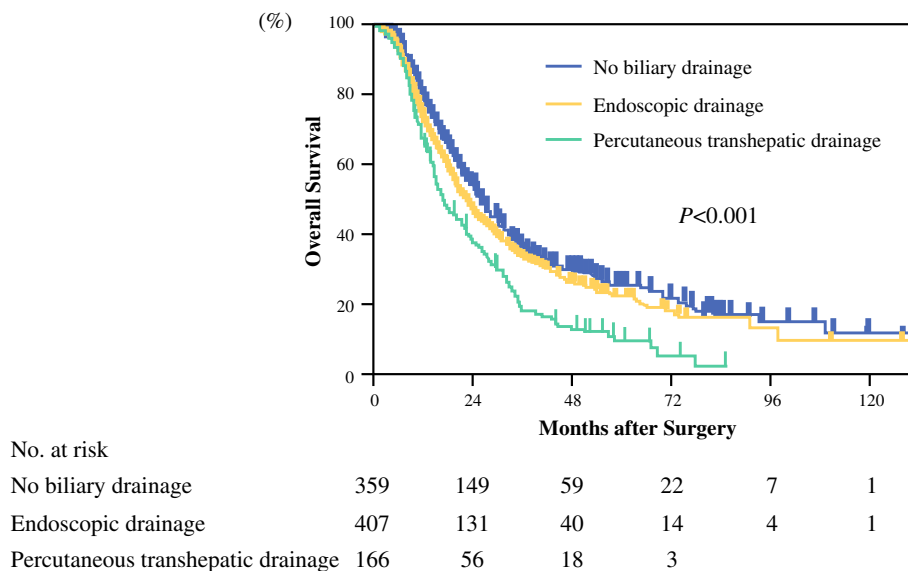 (%)
100
80
60
40
20
0
Overall Survival
No biliary drainage
Endoscopic drainage
Percutaneous transhepatic drainage
P<0.001
0 24 48 72 96 120
Months after Surgery
No. at risk
No biliary drainage 359 149 59 22 7 1
Endoscopic drainage 407 131 40 14 4 1
Percutaneous transhepatic drainage 166 56 18 3